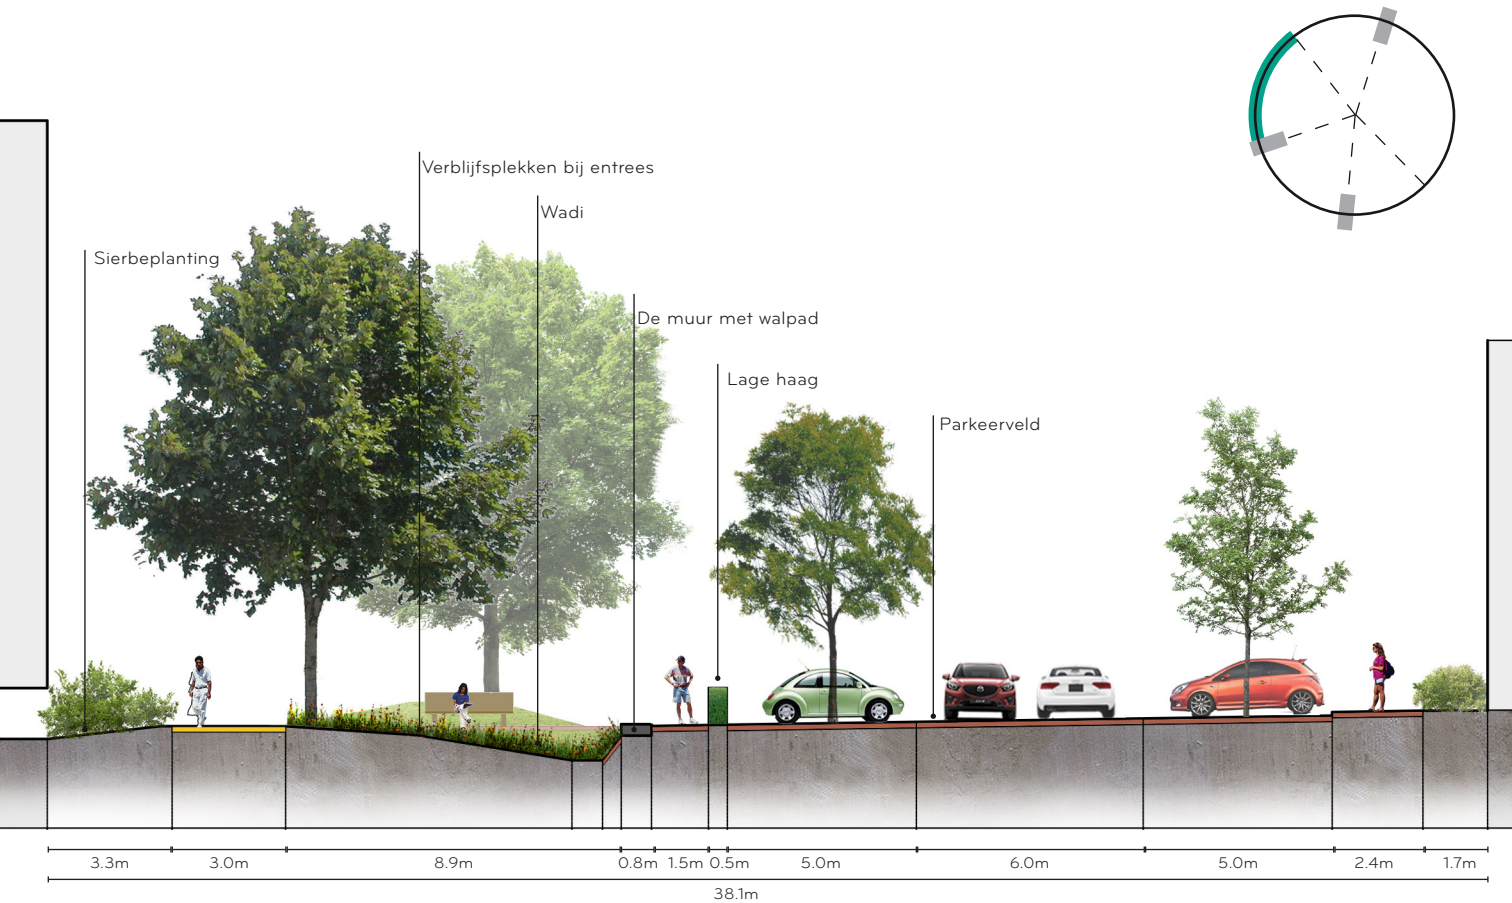 Verblijfsplekken bij entrees
Wadi
Sierbeplanting
De muur met walpad
Lage haag
Parkeerveld
3.3m
3.0m
8.9m
0.8m
1.5m
0.5m
5.0m
6.0m
5.0m
2.4m
1.7m
38.1m